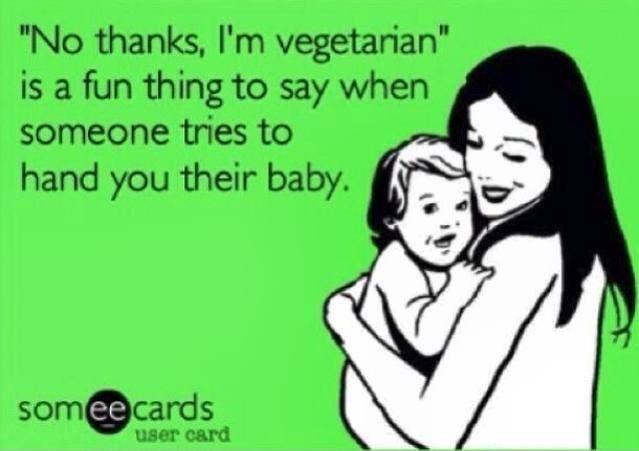 "No thanks, I'm vegetarian"
is a fun thing to say when
someone tries to
hand you their baby.
someecards
user card